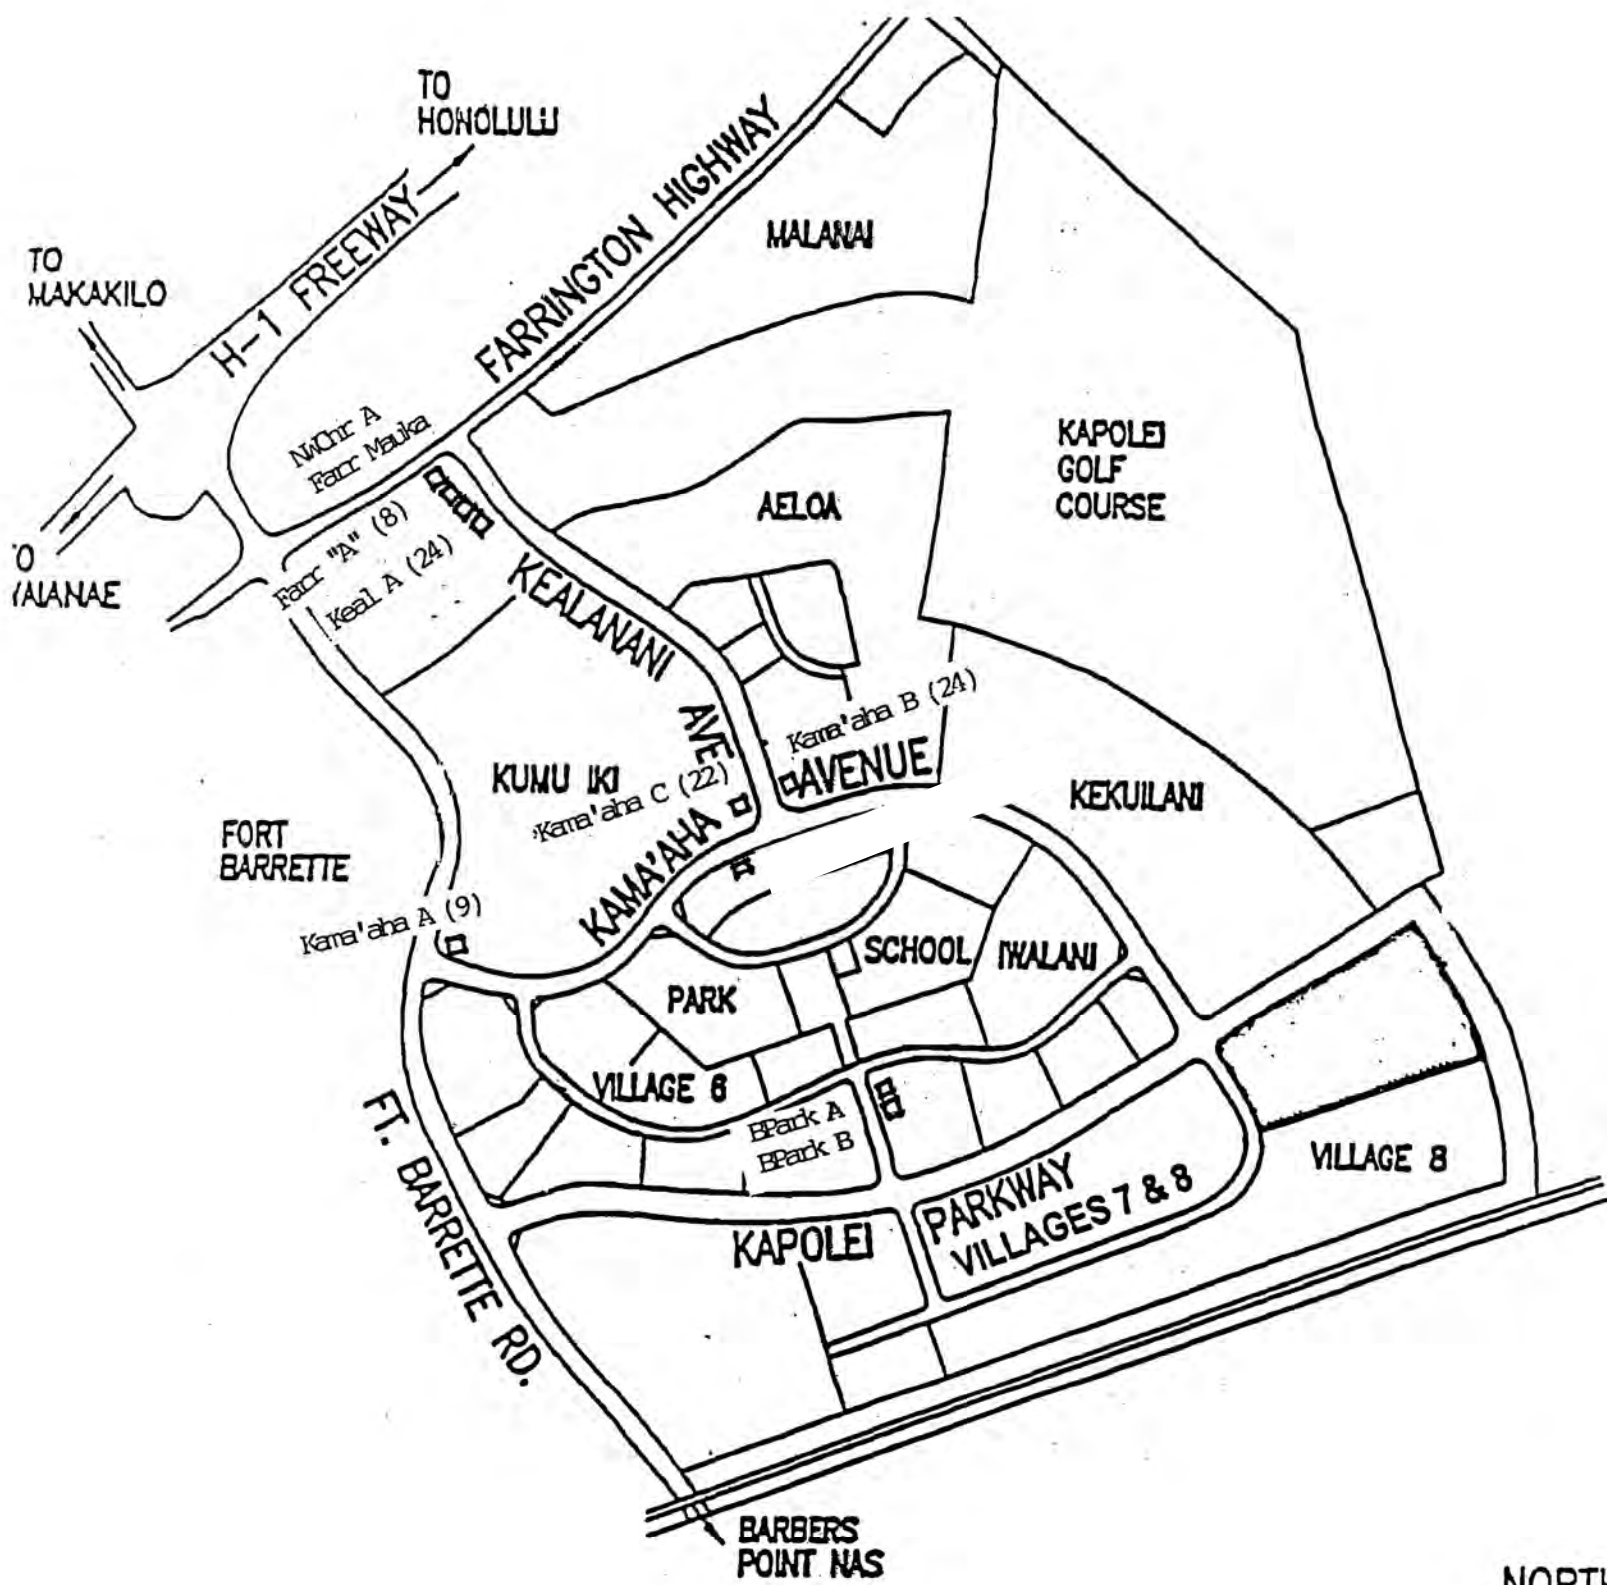 TO
HONOLULU
TO
MAKAKILO
H-1 FREEWAY
FARRINGTON HIGHWAY
MALANAI
NWChr A
Farr Mauka
KAPOLEI
GOLF
COURSE
AELOA
Farr "A" (8)
Keal A (24)
KEALANANI
AVE
Kama'aha B (24)
AVENUE
KUMU IKI
Kama'aha C (22)
KAMA'AHA
KEKUILANI
FORT
BARRETTE
Kama'aha A (9)
SCHOOL
IWALANI
PARK
VILLAGE 6
BPark A
BPark B
FT. BARRETTE RD.
VILLAGE 8
KAPOLEI
PARKWAY
VILLAGES 7 & 8
BARBERS
POINT NAS